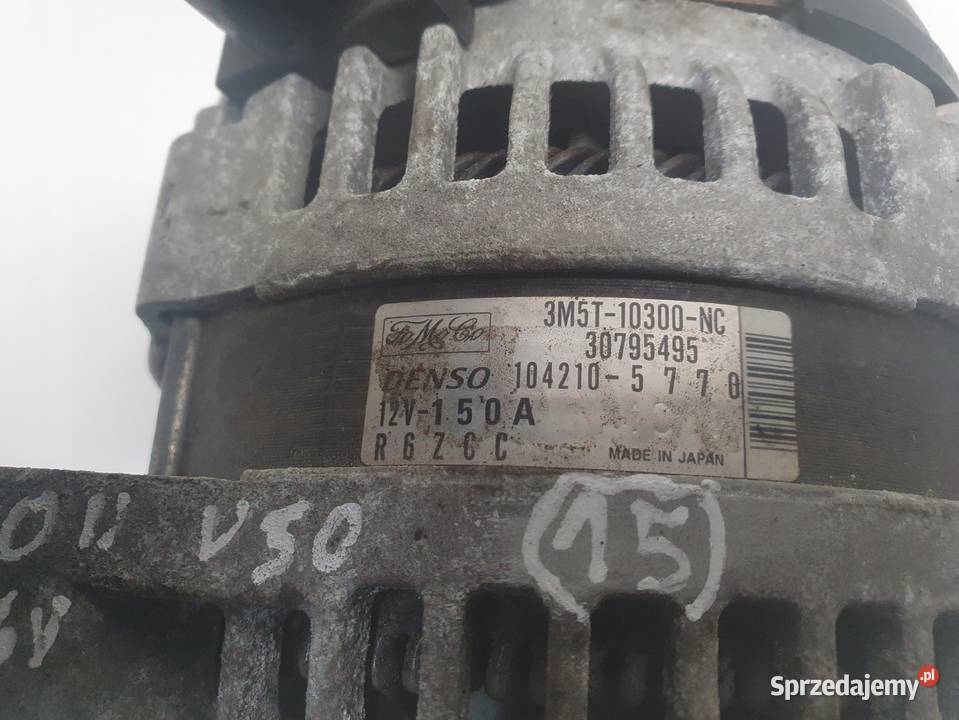 FoMoCo
3M5T-10300-NC
30795495
DENSO 104210-5770
12V-150A
R6ZCC
MADE IN JAPAN
V50 (15)
Sprzedajemy.pl